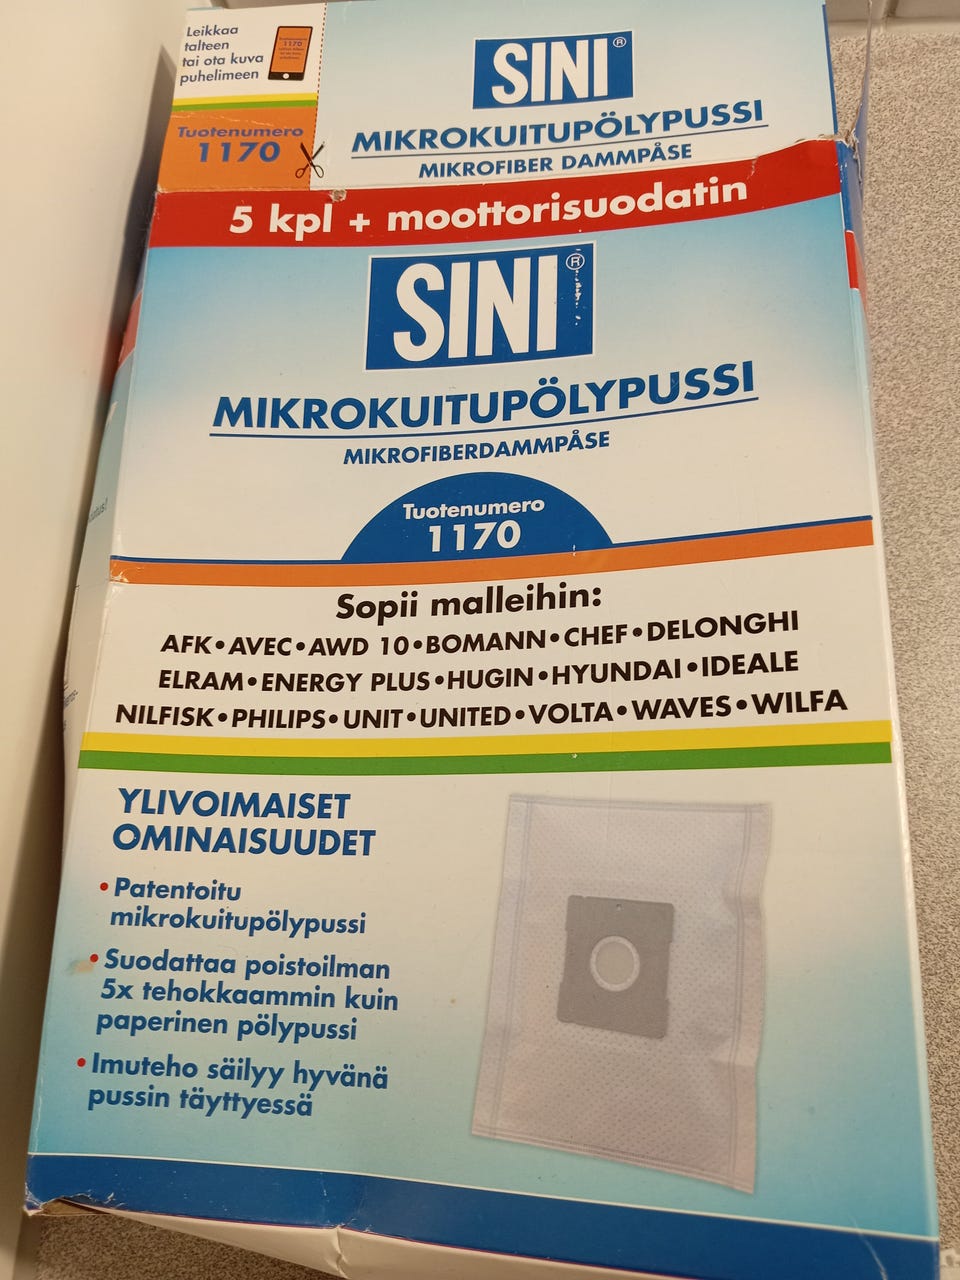 Leikkaa
talteen
tai ota kuva
puhelimeen
Tuotenumero
1170
Tuotenumero
1170
SINI®
MIKROKUITUPÖLYPUSSI
MIKROFIBER DAMMPÅSE
5 kpl + moottorisuodatin
SINI®
MIKROKUITUPÖLYPUSSI
MIKROFIBERDAMMPÅSE
Tuotenumero
1170
Sopii malleihin:
AFK•AVEC•AWD 10•BOMANN•CHEF•DELONGHI
ELRAM•ENERGY PLUS•HUGIN•HYUNDAI•IDEALE
NILFISK•PHILIPS•UNIT•UNITED•VOLTA•WAVES•WILFA
YLIVOIMAISET
OMINAISUUDET
• Patentoitu
mikrokuitupölypussi
• Suodattaa poistoilman
5x tehokkaammin kuin
paperinen pölypussi
• Imuteho säilyy hyvänä
pussin täyttyessä